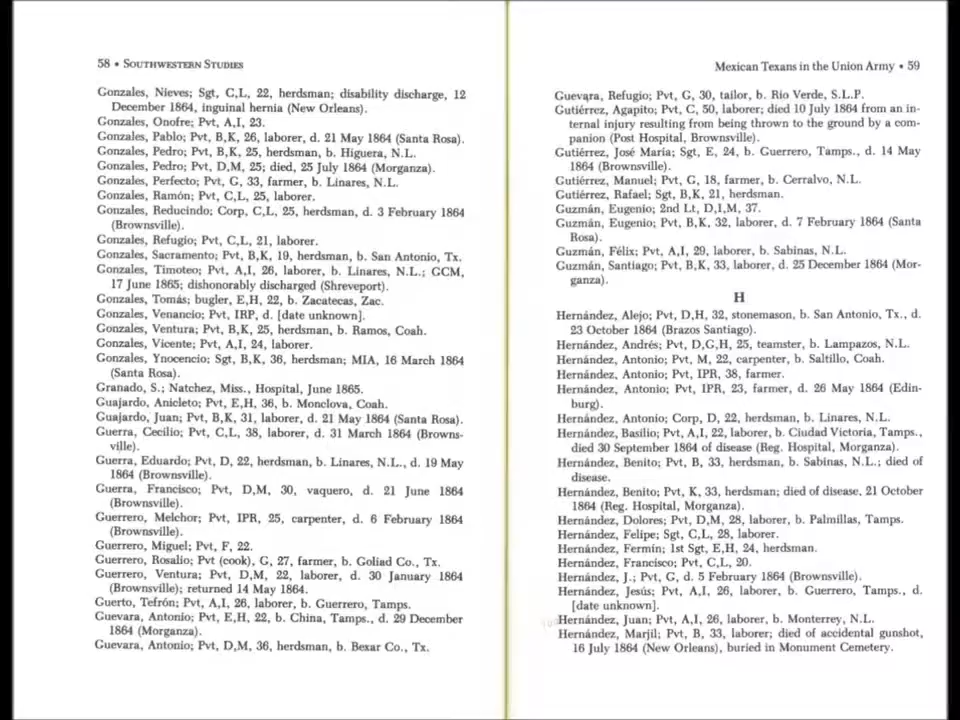 58 • SOUTHWESTERN STUDIES
Gonzales, Nieves; Sgt, C,L, 22, herdsman; disability discharge, 12
December 1864, inguinal hernia (New Orleans).
Gonzales, Onofre; Pvt, A,I, 23.
Gonzales, Pablo; Pvt, B,K, 26, laborer, d. 21 May 1864 (Santa Rosa).
Gonzales, Pedro; Pvt, B,K, 25, herdsman, b. Higuera, N.L.
Gonzales, Pedro; Pvt, D,M, 25; died, 25 July 1864 (Morganza).
Gonzales, Perfecto; Pvt, G, 33, farmer, b. Linares, N.L.
Gonzales, Ramón; Pvt, C,L, 25, laborer.
Gonzales, Reducindo; Corp, C,L, 25, herdsman, d. 3 February 1864
(Brownsville).
Gonzales, Refugio; Pvt, C,L, 21, laborer.
Gonzales, Sacramento; Pvt, B,K, 19, herdsman, b. San Antonio, Tx.
Gonzales, Timoteo; Pvt, A,I, 26, laborer, b. Linares, N.L.; GCM,
17 June 1865; dishonorably discharged (Shreveport).
Gonzales, Tomás; bugler, E,H, 22, b. Zacatecas, Zac.
Gonzales, Venancio; Pvt, IRP, d. [date unknown].
Gonzales, Ventura; Pvt, B,K, 25, herdsman, b. Ramos, Coah.
Gonzales, Vicente; Pvt, A,I, 24, laborer.
Gonzales, Ynocencio; Sgt, B,K, 36, herdsman; MIA, 16 March 1864
(Santa Rosa).
Granado, S.; Natchez, Miss., Hospital, June 1865.
Guajardo, Anicleto; Pvt, E,H, 36, b. Monclova, Coah.
Guajardo, Juan; Pvt, B,K, 31, laborer, d. 21 May 1864 (Santa Rosa).
Guerra, Cecilio; Pvt, C,L, 38, laborer, d. 31 March 1864 (Browns-
ville).
Guerra, Eduardo; Pvt, D, 22, herdsman, b. Linares, N.L., d. 19 May
1864 (Brownsville).
Guerra, Francisco; Pvt, D,M, 30, vaquero, d. 21 June 1864
(Brownsville).
Guerrero, Melchor; Pvt, IPR, 25, carpenter, d. 6 February 1864
(Brownsville).
Guerrero, Miguel; Pvt, F, 22.
Guerrero, Rosalio; Pvt (cook), G, 27, farmer, b. Goliad Co., Tx.
Guerrero, Ventura; Pvt, D,M, 22, laborer, d. 30 January 1864
(Brownsville); returned 14 May 1864.
Guerto, Tefrón; Pvt, A,I, 26, laborer, b. Guerrero, Tamps.
Guevara, Antonio; Pvt, E,H, 22, b. China, Tamps., d. 29 December
1864 (Morganza).
Guevara, Antonio; Pvt, D,M, 36, herdsman, b. Bexar Co., Tx.
Mexican Texans in the Union Army • 59
Guevara, Refugio; Pvt, G, 30, tailor, b. Rio Verde, S.L.P.
Gutiérrez, Agapito; Pvt, C, 50, laborer; died 10 July 1864 from an in-
ternal injury resulting from being thrown to the ground by a com-
panion (Post Hospital, Brownsville).
Gutiérrez, José María; Sgt, E, 24, b. Guerrero, Tamps., d. 14 May
1864 (Brownsville).
Gutiérrez, Manuel; Pvt, G, 18, farmer, b. Cerralvo, N.L.
Gutiérrez, Rafael; Sgt, B,K, 21, herdsman.
Guzmán, Eugenio; 2nd Lt, D,I,M, 37.
Guzmán, Eugenio; Pvt, B,K, 32, laborer, d. 7 February 1864 (Santa
Rosa).
Guzmán, Félix; Pvt, A,I, 29, laborer, b. Sabinas, N.L.
Guzmán, Santiago; Pvt, B,K, 33, laborer, d. 25 December 1864 (Mor-
ganza).
H
Hernández, Alejo; Pvt, D,H, 32, stonemason, b. San Antonio, Tx., d.
23 October 1864 (Brazos Santiago).
Hernández, Andrés; Pvt, D,G,H, 25, teamster, b. Lampazos, N.L.
Hernández, Antonio; Pvt, M, 22, carpenter, b. Saltillo, Coah.
Hernández, Antonio; Pvt, IPR, 38, farmer.
Hernández, Antonio; Pvt, IPR, 23, farmer, d. 26 May 1864 (Edin-
burg).
Hernández, Antonio; Corp, D, 22, herdsman, b. Linares, N.L.
Hernández, Basilio; Pvt, A,I, 22, laborer, b. Ciudad Victoria, Tamps.,
died 30 September 1864 of disease (Reg. Hospital, Morganza).
Hernández, Benito; Pvt, B, 33, herdsman, b. Sabinas, N.L.; died of
disease.
Hernández, Benito; Pvt, K, 33, herdsman; died of disease, 21 October
1864 (Reg. Hospital, Morganza).
Hernández, Dolores; Pvt, D,M, 28, laborer, b. Palmillas, Tamps.
Hernández, Felipe; Sgt, C,L, 28, laborer.
Hernández, Fermín; 1st Sgt, E,H, 24, herdsman.
Hernández, Francisco; Pvt, C,L, 20.
Hernández, J.; Pvt, G, d. 5 February 1864 (Brownsville).
Hernández, Jesús; Pvt, A,I, 26, laborer, b. Guerrero, Tamps., d.
[date unknown].
Hernández, Juan; Pvt, A,I, 26, laborer, b. Monterrey, N.L.
Hernández, Marjil; Pvt, B, 33, laborer; died of accidental gunshot,
16 July 1864 (New Orleans), buried in Monument Cemetery.